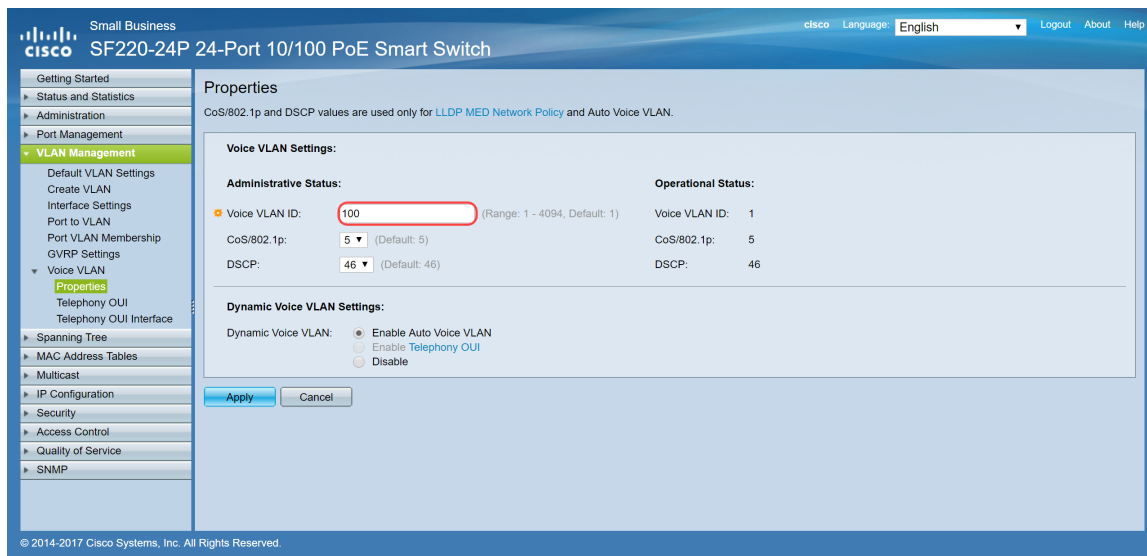 Small Business
cisco SF220-24P 24-Port 10/100 PoE Smart Switch
cisco Language: English Logout About Help
Getting Started
Status and Statistics
Administration
Port Management
VLAN Management
Default VLAN Settings
Create VLAN
Interface Settings
Port to VLAN
Port VLAN Membership
GVRP Settings
Voice VLAN
Properties
Telephony OUI
Telephony OUI Interface
Spanning Tree
MAC Address Tables
Multicast
IP Configuration
Security
Access Control
Quality of Service
SNMP
Properties
CoS/802.1p and DSCP values are used only for LLDP MED Network Policy and Auto Voice VLAN.
Voice VLAN Settings:
Administrative Status: Operational Status:
Voice VLAN ID: 100 (Range: 1 - 4094, Default: 1) Voice VLAN ID: 1
CoS/802.1p: 5 (Default: 5) CoS/802.1p: 5
DSCP: 46 (Default: 46) DSCP: 46
Dynamic Voice VLAN Settings:
Dynamic Voice VLAN: Enable Auto Voice VLAN
Enable Telephony OUI
Disable
Apply Cancel
© 2014-2017 Cisco Systems, Inc. All Rights Reserved.